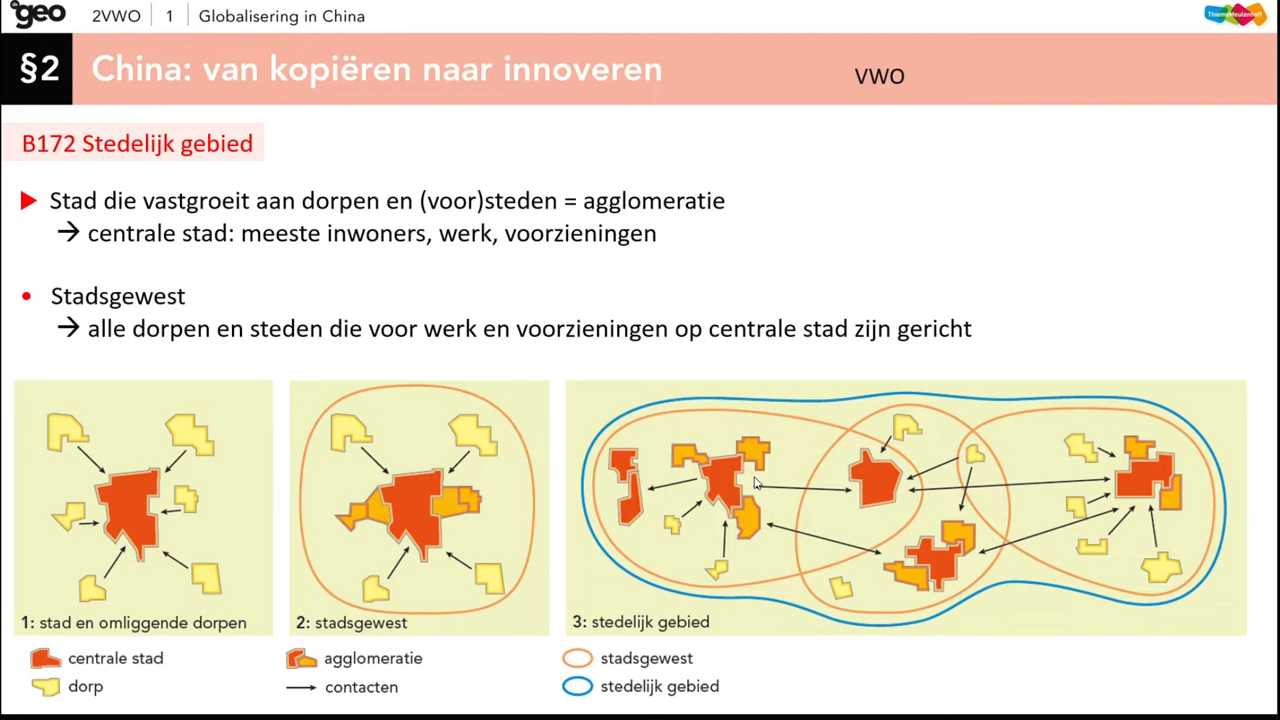 geo 2VWO 1 Globalisering in China ThiemeMeulenhoff
§2 China: van kopiëren naar innoveren VWO
B172 Stedelijk gebied
Stad die vastgroeit aan dorpen en (voor)steden = agglomeratie
→ centrale stad: meeste inwoners, werk, voorzieningen
• Stadsgewest
→ alle dorpen en steden die voor werk en voorzieningen op centrale stad zijn gericht
1: stad en omliggende dorpen
2: stadsgewest
3: stedelijk gebied
centrale stad
agglomeratie
stadsgewest
dorp
contacten
stedelijk gebied